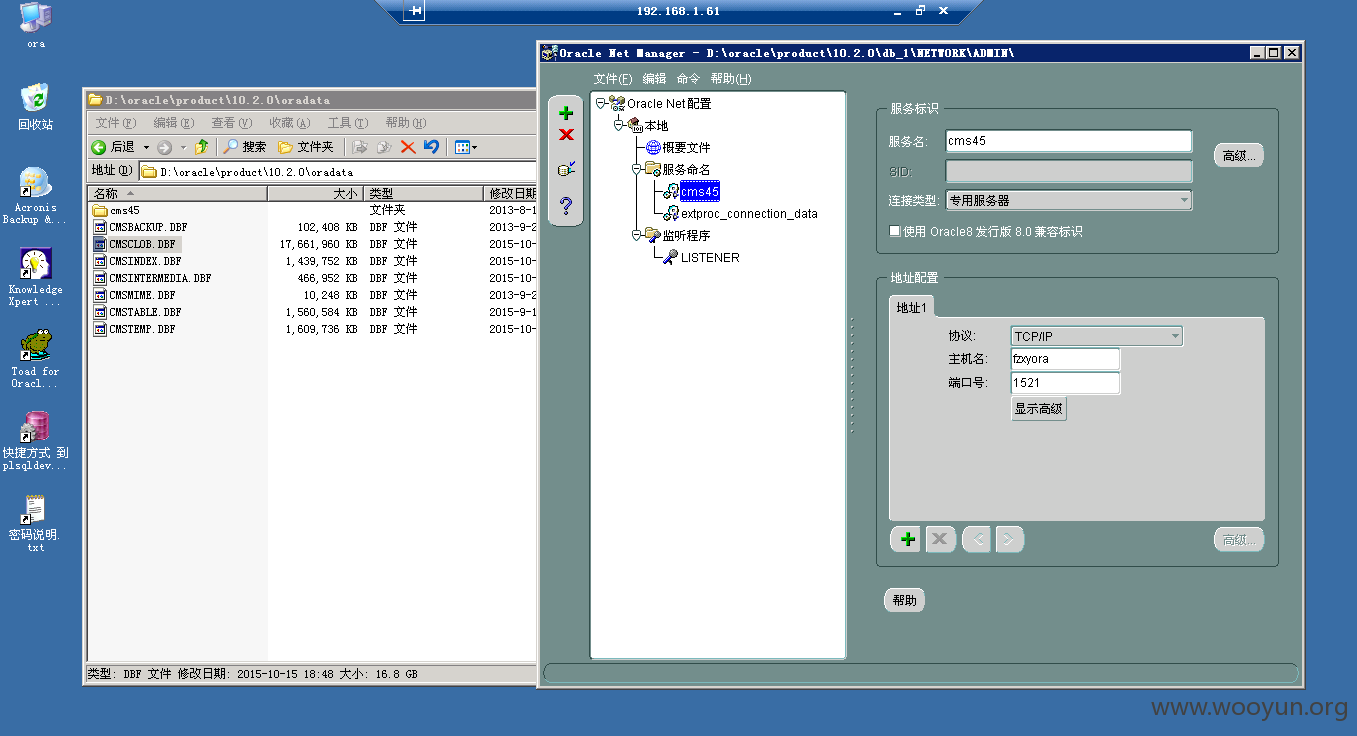 192.168.1.61
ora
回收站
Acronis
Backup &...
Knowledge
Xpert ...
Toad for
Oracl...
快捷方式 到
plsqldev...
密码说明.
txt
D:\oracle\product\10.2.0\oradata
文件(F) 编辑(E) 查看(V) 收藏(A) 工具(T) 帮助(H)
后退 搜索 文件夹
地址(D) D:\oracle\product\10.2.0\oradata
名称 大小 类型 修改日期
cms45 文件夹 2013-8-1
CMSBACKUP.DBF 102,408 KB DBF 文件 2013-9-2
CMSCLOB.DBF 17,661,960 KB DBF 文件 2015-10-
CMSINDEX.DBF 1,439,752 KB DBF 文件 2015-10-
CMSINTERMEDIA.DBF 466,952 KB DBF 文件 2015-10-
CMSMIME.DBF 10,248 KB DBF 文件 2013-9-2
CMSTABLE.DBF 1,560,584 KB DBF 文件 2015-9-1
CMSTEMP.DBF 1,609,736 KB DBF 文件 2015-10-
类型: DBF 文件 修改日期: 2015-10-15 18:48 大小: 16.8 GB
Oracle Net Manager - D:\oracle\product\10.2.0\db_1\NETWORK\ADMIN\
文件(F) 编辑 命令 帮助(H)
Oracle Net 配置
本地
概要文件
服务命名
cms45
extproc_connection_data
监听程序
LISTENER
服务标识
服务名: cms45
高级...
SID:
连接类型: 专用服务器
使用 Oracle8 发行版 8.0 兼容标识
地址配置
地址1
协议: TCP/IP
主机名: fzxyora
端口号: 1521
显示高级
高级...
帮助
www.wooyun.org